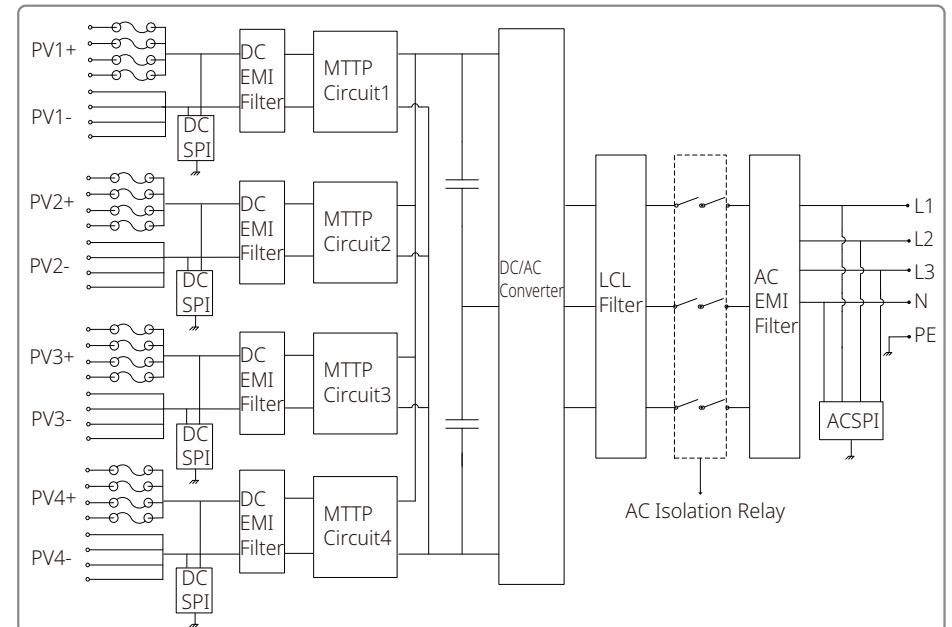 PV1+
PV1-
DC
SPI
DC
EMI
Filter
MTTP
Circuit1
PV2+
PV2-
DC
SPI
DC
EMI
Filter
MTTP
Circuit2
PV3+
PV3-
DC
SPI
DC
EMI
Filter
MTTP
Circuit3
PV4+
PV4-
DC
SPI
DC
EMI
Filter
MTTP
Circuit4
DC/AC
Converter
LCL
Filter
AC Isolation Relay
AC
EMI
Filter
L1
L2
L3
N
PE
ACSPI